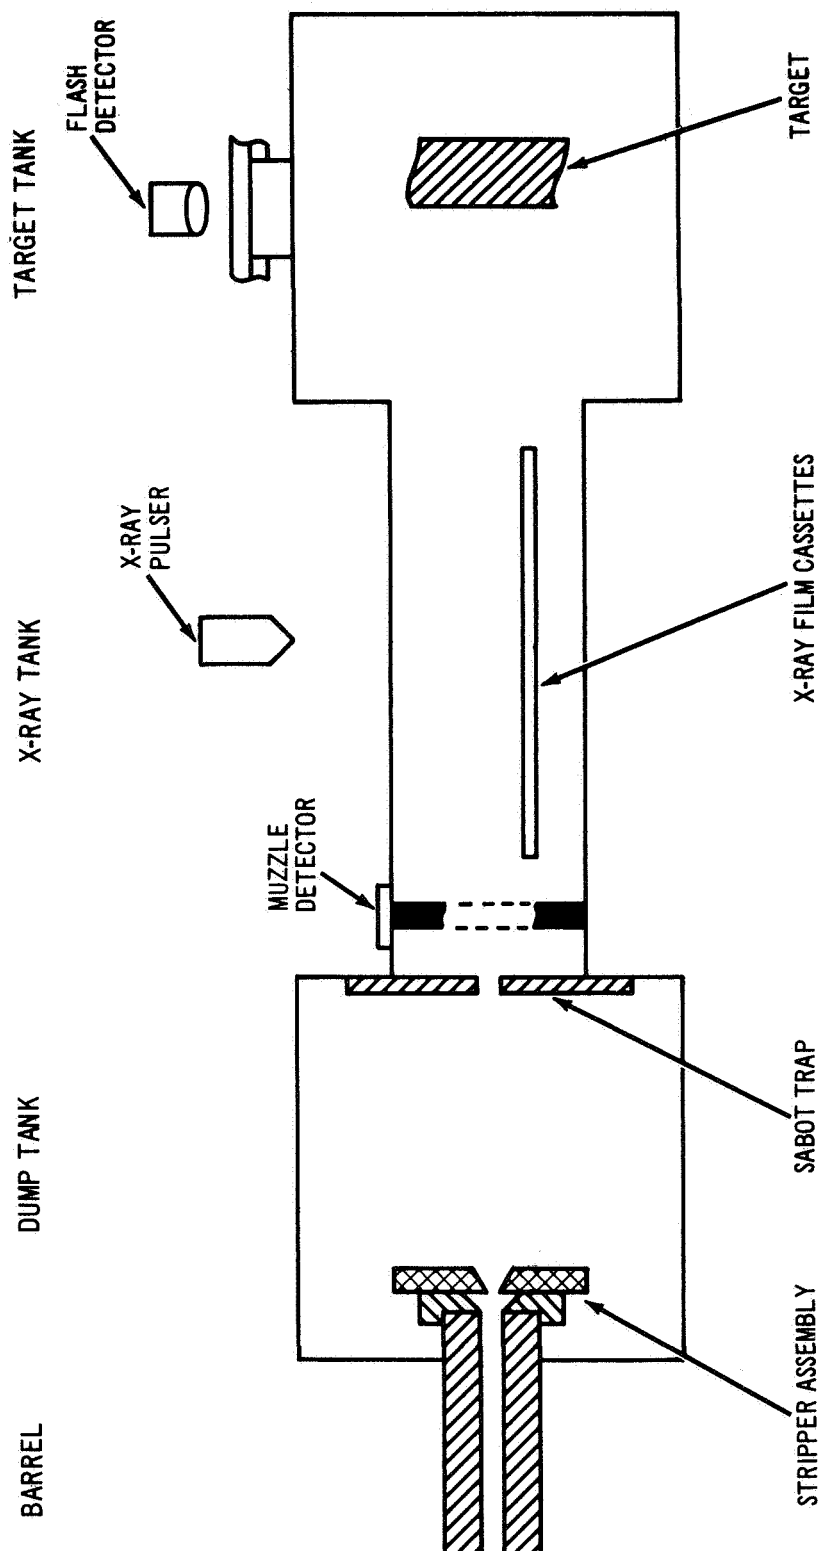 BARREL
DUMP TANK
X-RAY TANK
TARGET TANK
MUZZLE
DETECTOR
X-RAY
PULSER
FLASH
DETECTOR
STRIPPER ASSEMBLY
SABOT TRAP
X-RAY FILM CASSETTES
TARGET